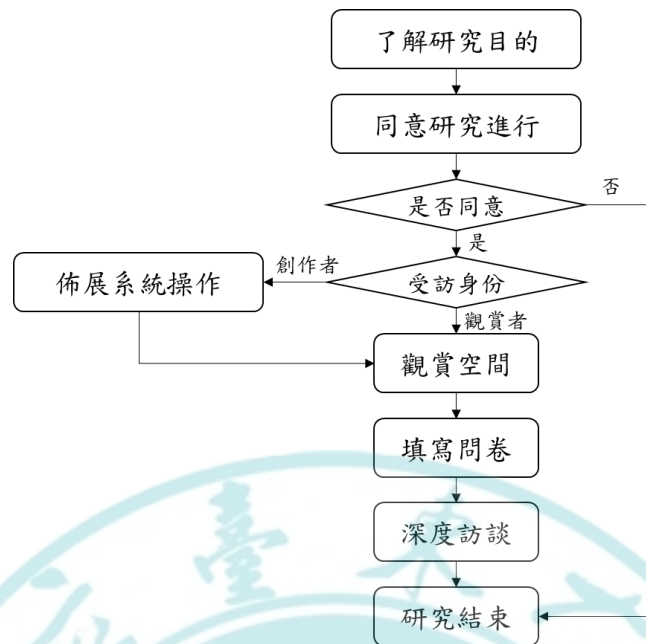 了解研究目的
同意研究進行
是否同意
否
是
創作者
佈展系統操作
受訪身份
觀賞者
觀賞空間
填寫問卷
深度訪談
研究結束
臺
東